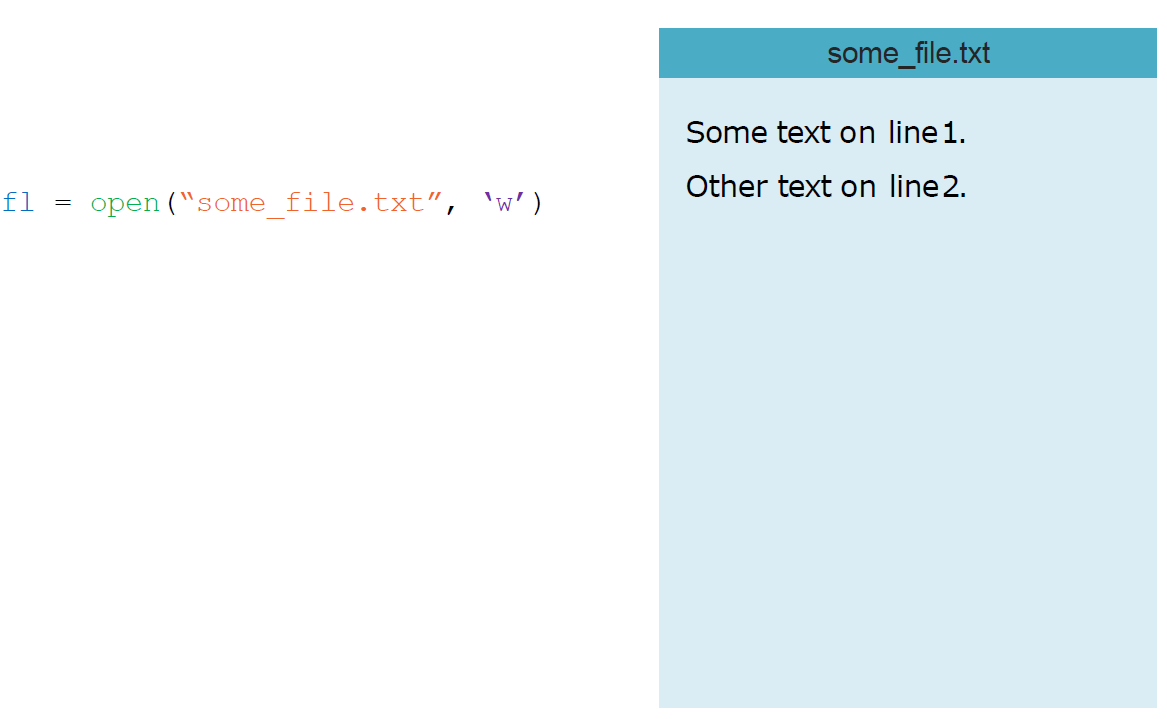 some_file.txt
Some text on line1.
Other text on line2.
fl = open(“some_file.txt”, ‘w’)